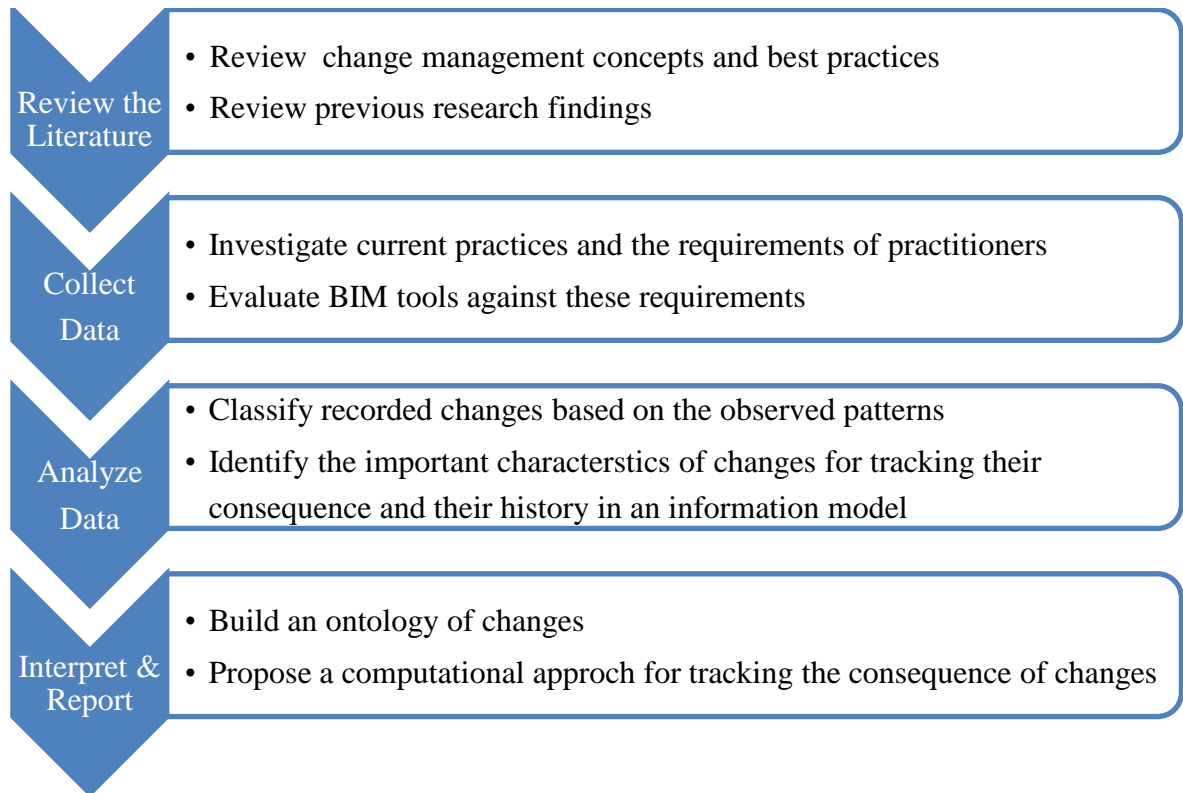 Review the
Literature
• Review  change management concepts and best practices
• Review previous research findings
Collect
Data
• Investigate current practices and the requirements of practitioners
• Evaluate BIM tools against these requirements
Analyze
Data
• Classify recorded changes based on the observed patterns
• Identify the important characterstics of changes for tracking their
consequence and their history in an information model
Interpret &
Report
• Build an ontology of changes
• Propose a computational approch for tracking the consequence of changes